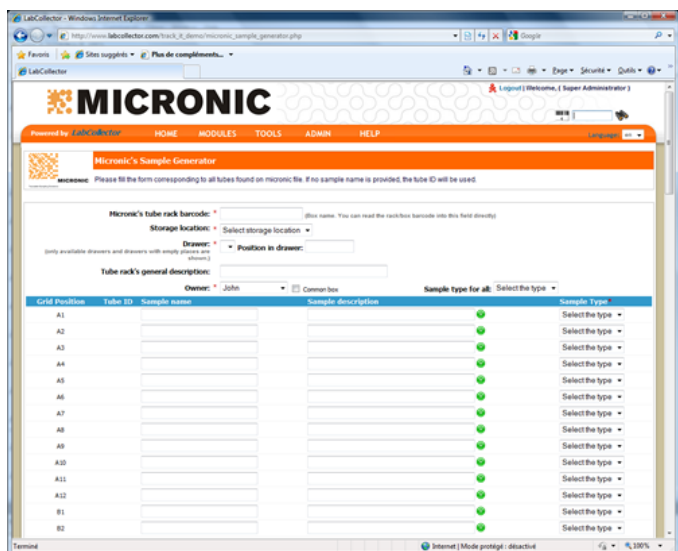 LabCollector - Windows Internet Explorer
http://www.labcollector.com/track_it_demo/micronic_sample_generator.php
Google
Favoris Sites suggérés Plus de compléments...
LabCollector
Page Sécurité Outils
Logout | Welcome, ( Super Administrator )
MICRONIC
Powered by LabCollector HOME MODULES TOOLS ADMIN HELP Language: en
Micronic's Sample Generator
MICRONIC Please fill the form corresponding to all tubes found on micronic file. If no sample name is provided, the tube ID will be used.
Micronic's tube rack barcode: * (Box name. You can read the rack/box barcode into this field directly)
Storage location: * Select storage location
Drawer: * Position in drawer:
(only available drawers and drawers with empty places are
shown.)
Tube rack's general description:
Owner: * John Common box Sample type for all: Select the type
Grid Position Tube ID Sample name Sample description Sample Type*
A1 Select the type
A2 Select the type
A3 Select the type
A4 Select the type
A5 Select the type
A6 Select the type
A7 Select the type
A8 Select the type
A9 Select the type
A10 Select the type
A11 Select the type
A12 Select the type
B1 Select the type
B2 Select the type
Terminé Internet | Mode protégé : désactivé 100%